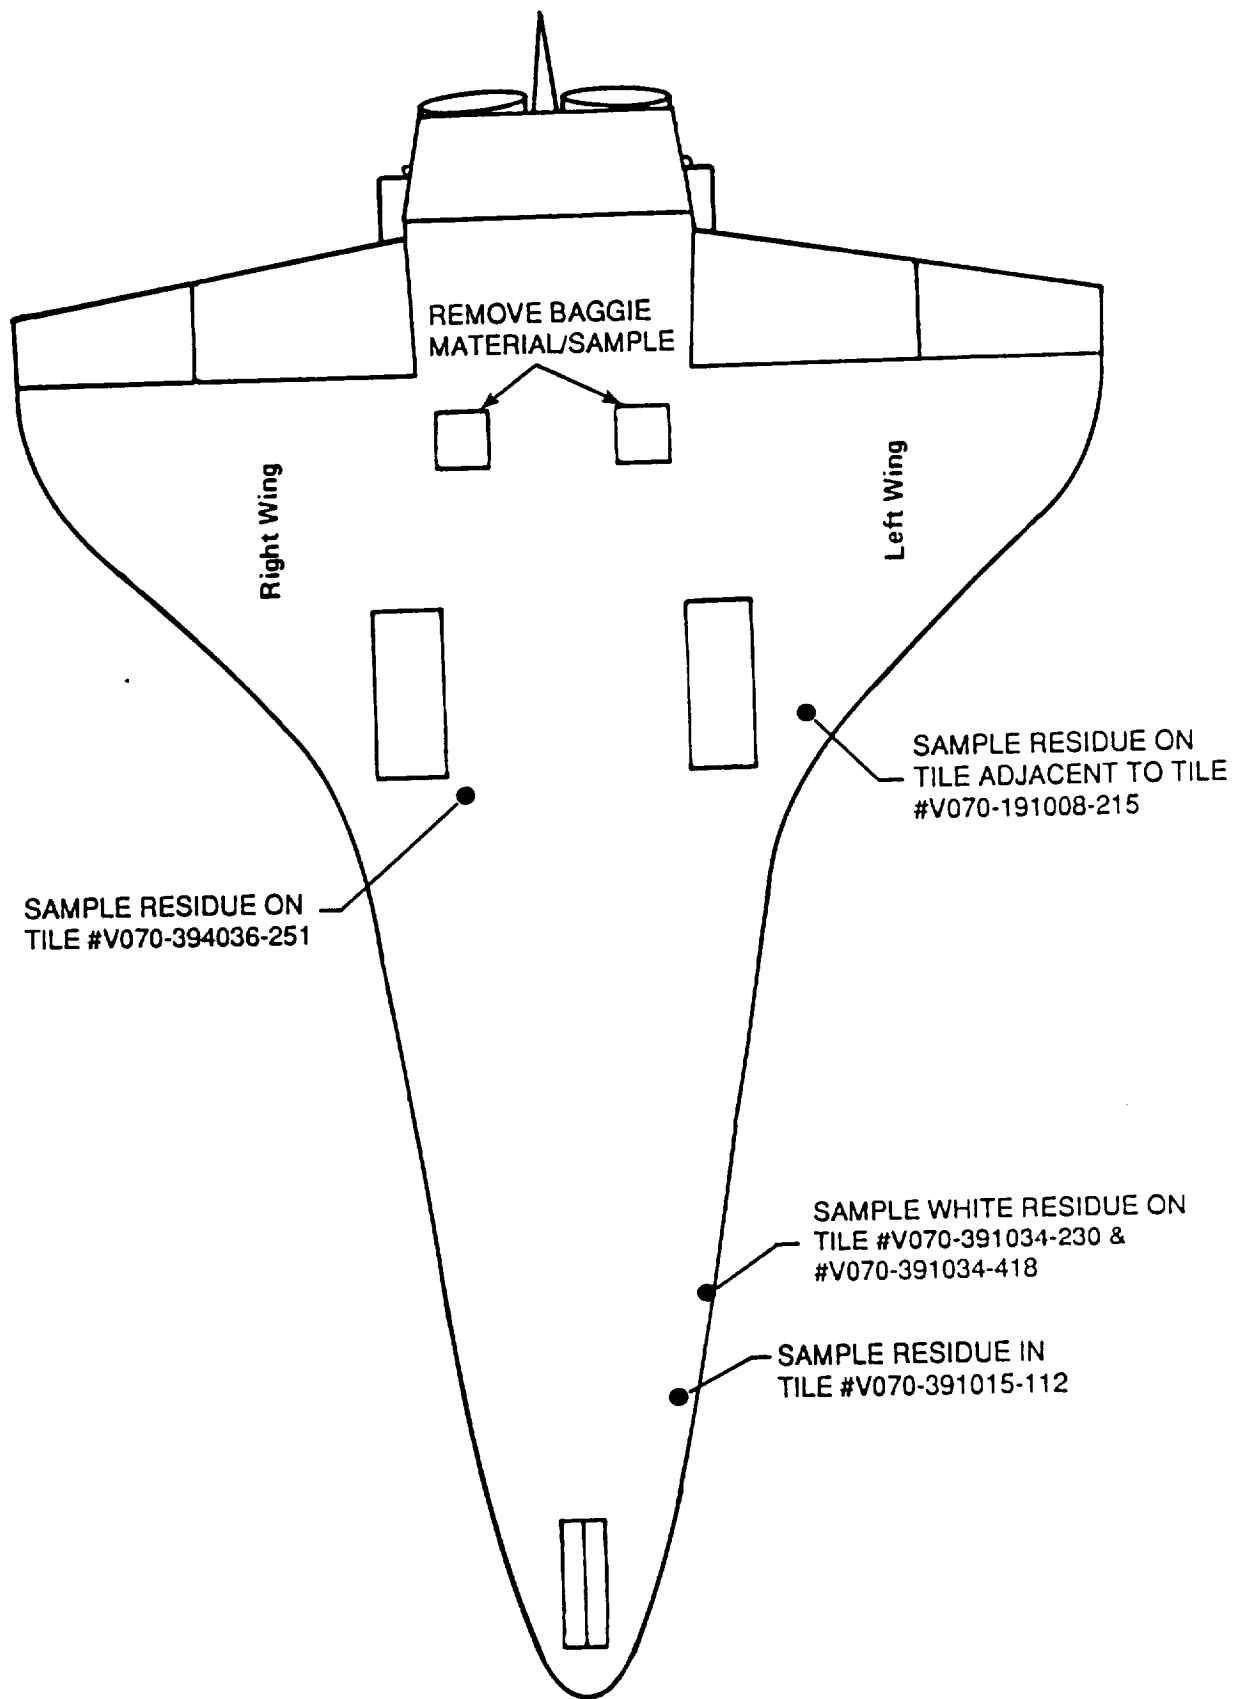 REMOVE BAGGIE
MATERIAL/SAMPLE
Right Wing
Left Wing
SAMPLE RESIDUE ON
TILE ADJACENT TO TILE
#V070-191008-215
SAMPLE RESIDUE ON
TILE #V070-394036-251
SAMPLE WHITE RESIDUE ON
TILE #V070-391034-230 &
#V070-391034-418
SAMPLE RESIDUE IN
TILE #V070-391015-112